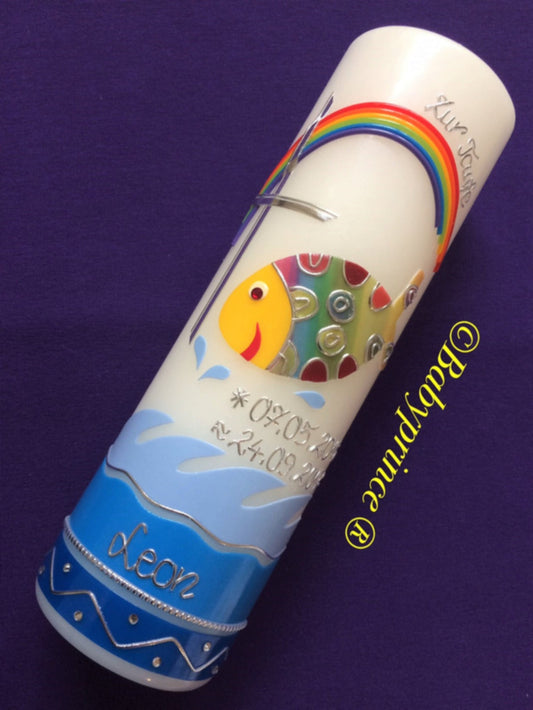 Zur Taufe
*07.05.20
≈24.09.20
Leon
©Babyprince ®